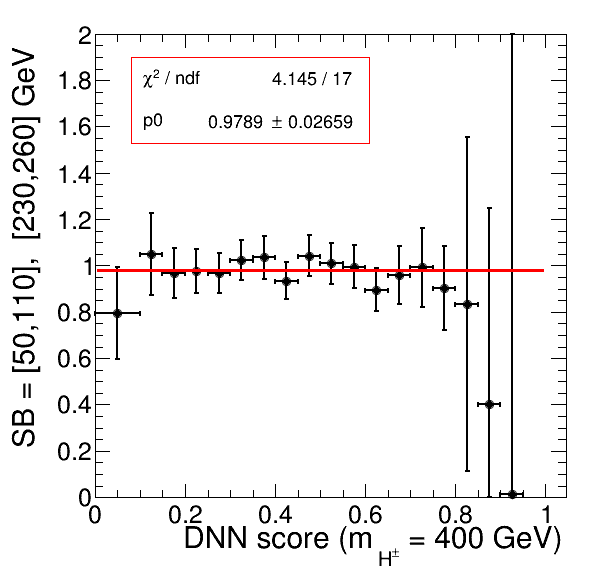 SB = [50,110], [230,260] GeV
2
1.8
1.6
1.4
1.2
1
0.8
0.6
0.4
0.2
0
χ² / ndf 4.145 / 17
p0 0.9789 ± 0.02659
0 0.2 0.4 0.6 0.8 1
DNN score (m_H± = 400 GeV)